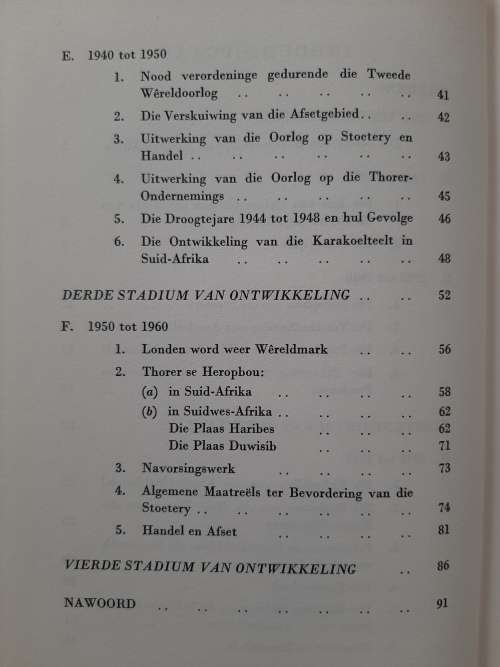 E. 1940 tot 1950
1. Nood verordeninge gedurende die Tweede
Wêreldoorlog .. .. .. .. .. 41
2. Die Verskuiwing van die Afsetgebied .. .. 42
3. Uitwerking van die Oorlog op Stoetery en
Handel .. .. .. .. .. .. 43
4. Uitwerking van die Oorlog op die Thorer-
Ondernemings .. .. .. .. .. 45
5. Die Droogtejare 1944 tot 1948 en hul Gevolge 46
6. Die Ontwikkeling van die Karakoelteelt in
Suid-Afrika .. .. .. .. .. 48
DERDE STADIUM VAN ONTWIKKELING .. .. 52
F. 1950 tot 1960
1. Londen word weer Wêreldmark .. .. 56
2. Thorer se Heropbou:
(a) in Suid-Afrika .. .. .. .. 58
(b) in Suidwes-Afrika .. .. .. .. 62
Die Plaas Haribes .. .. .. 62
Die Plaas Duwisib .. .. .. 71
3. Navorsingswerk .. .. .. .. 73
4. Algemene Maatreëls ter Bevordering van die
Stoetery .. .. .. .. .. .. 74
5. Handel en Afset .. .. .. .. 81
VIERDE STADIUM VAN ONTWIKKELING .. 86
NAWOORD .. .. .. .. .. .. .. 91